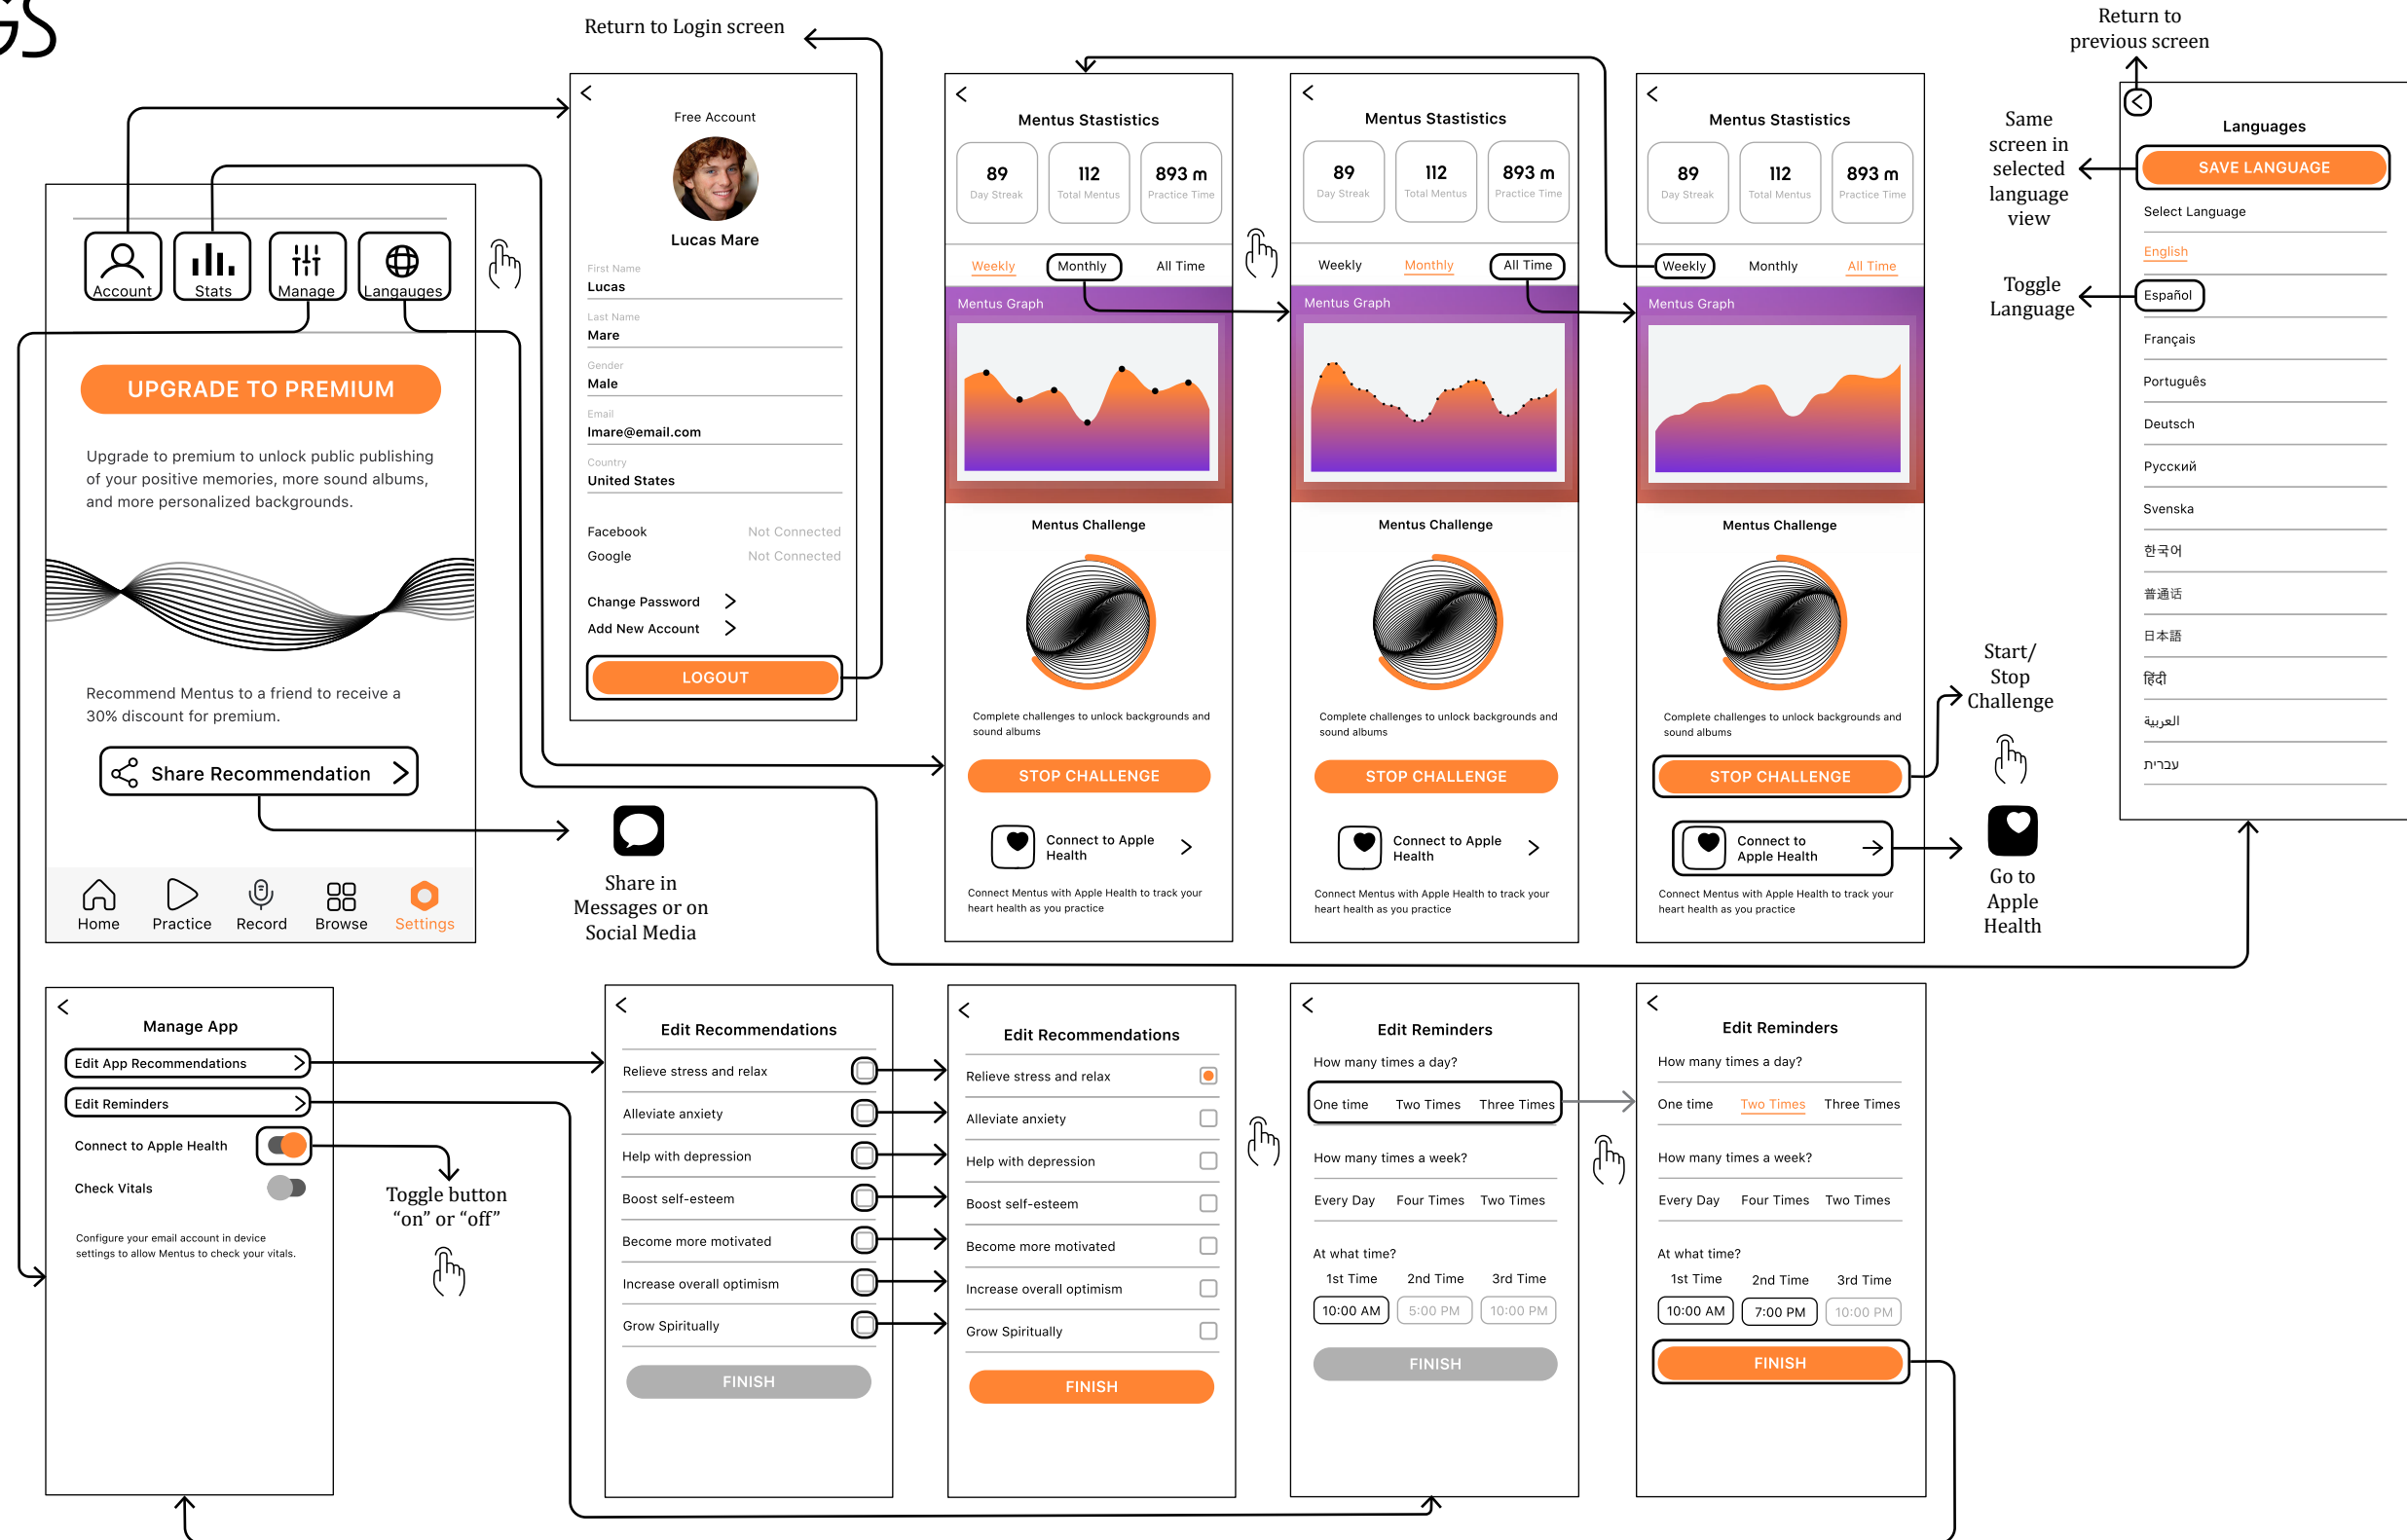 GS
Return to Login screen
Return to
previous screen
Account
Stats
Manage
Langauges
UPGRADE TO PREMIUM
Upgrade to premium to unlock public publishing
of your positive memories, more sound albums,
and more personalized backgrounds.
Recommend Mentus to a friend to receive a
30% discount for premium.
Share Recommendation
Home
Practice
Record
Browse
Settings
Share in
Messages or on
Social Media
Free Account
Lucas Mare
First Name
Lucas
Last Name
Mare
Gender
Male
Email
lmare@email.com
Country
United States
Facebook Not Connected
Google Not Connected
Change Password
Add New Account
LOGOUT
Mentus Stastistics
89
Day Streak
112
Total Mentus
893 m
Practice Time
Weekly Monthly All Time
Mentus Graph
Mentus Challenge
Complete challenges to unlock backgrounds and
sound albums
STOP CHALLENGE
Connect to Apple
Health
Connect Mentus with Apple Health to track your
heart health as you practice
Mentus Stastistics
89
Day Streak
112
Total Mentus
893 m
Practice Time
Weekly Monthly All Time
Mentus Graph
Mentus Challenge
Complete challenges to unlock backgrounds and
sound albums
STOP CHALLENGE
Connect to Apple
Health
Connect Mentus with Apple Health to track your
heart health as you practice
Mentus Stastistics
89
Day Streak
112
Total Mentus
893 m
Practice Time
Weekly Monthly All Time
Mentus Graph
Mentus Challenge
Complete challenges to unlock backgrounds and
sound albums
STOP CHALLENGE
Connect to
Apple Health
Connect Mentus with Apple Health to track your
heart health as you practice
Start/
Stop
Challenge
Go to
Apple
Health
Same
screen in
selected
language
view
Toggle
Language
Languages
SAVE LANGUAGE
Select Language
English
Español
Français
Português
Deutsch
Русский
Svenska
한국어
普通话
日本語
हिंदी
العربية
עברית
Manage App
Edit App Recommendations
Edit Reminders
Connect to Apple Health
Check Vitals
Configure your email account in device
settings to allow Mentus to check your vitals.
Toggle button
“on” or “off”
Edit Recommendations
Relieve stress and relax
Alleviate anxiety
Help with depression
Boost self-esteem
Become more motivated
Increase overall optimism
Grow Spiritually
FINISH
Edit Recommendations
Relieve stress and relax
Alleviate anxiety
Help with depression
Boost self-esteem
Become more motivated
Increase overall optimism
Grow Spiritually
FINISH
Edit Reminders
How many times a day?
One time Two Times Three Times
How many times a week?
Every Day Four Times Two Times
At what time?
1st Time 2nd Time 3rd Time
10:00 AM 5:00 PM 10:00 PM
FINISH
Edit Reminders
How many times a day?
One time Two Times Three Times
How many times a week?
Every Day Four Times Two Times
At what time?
1st Time 2nd Time 3rd Time
10:00 AM 7:00 PM 10:00 PM
FINISH